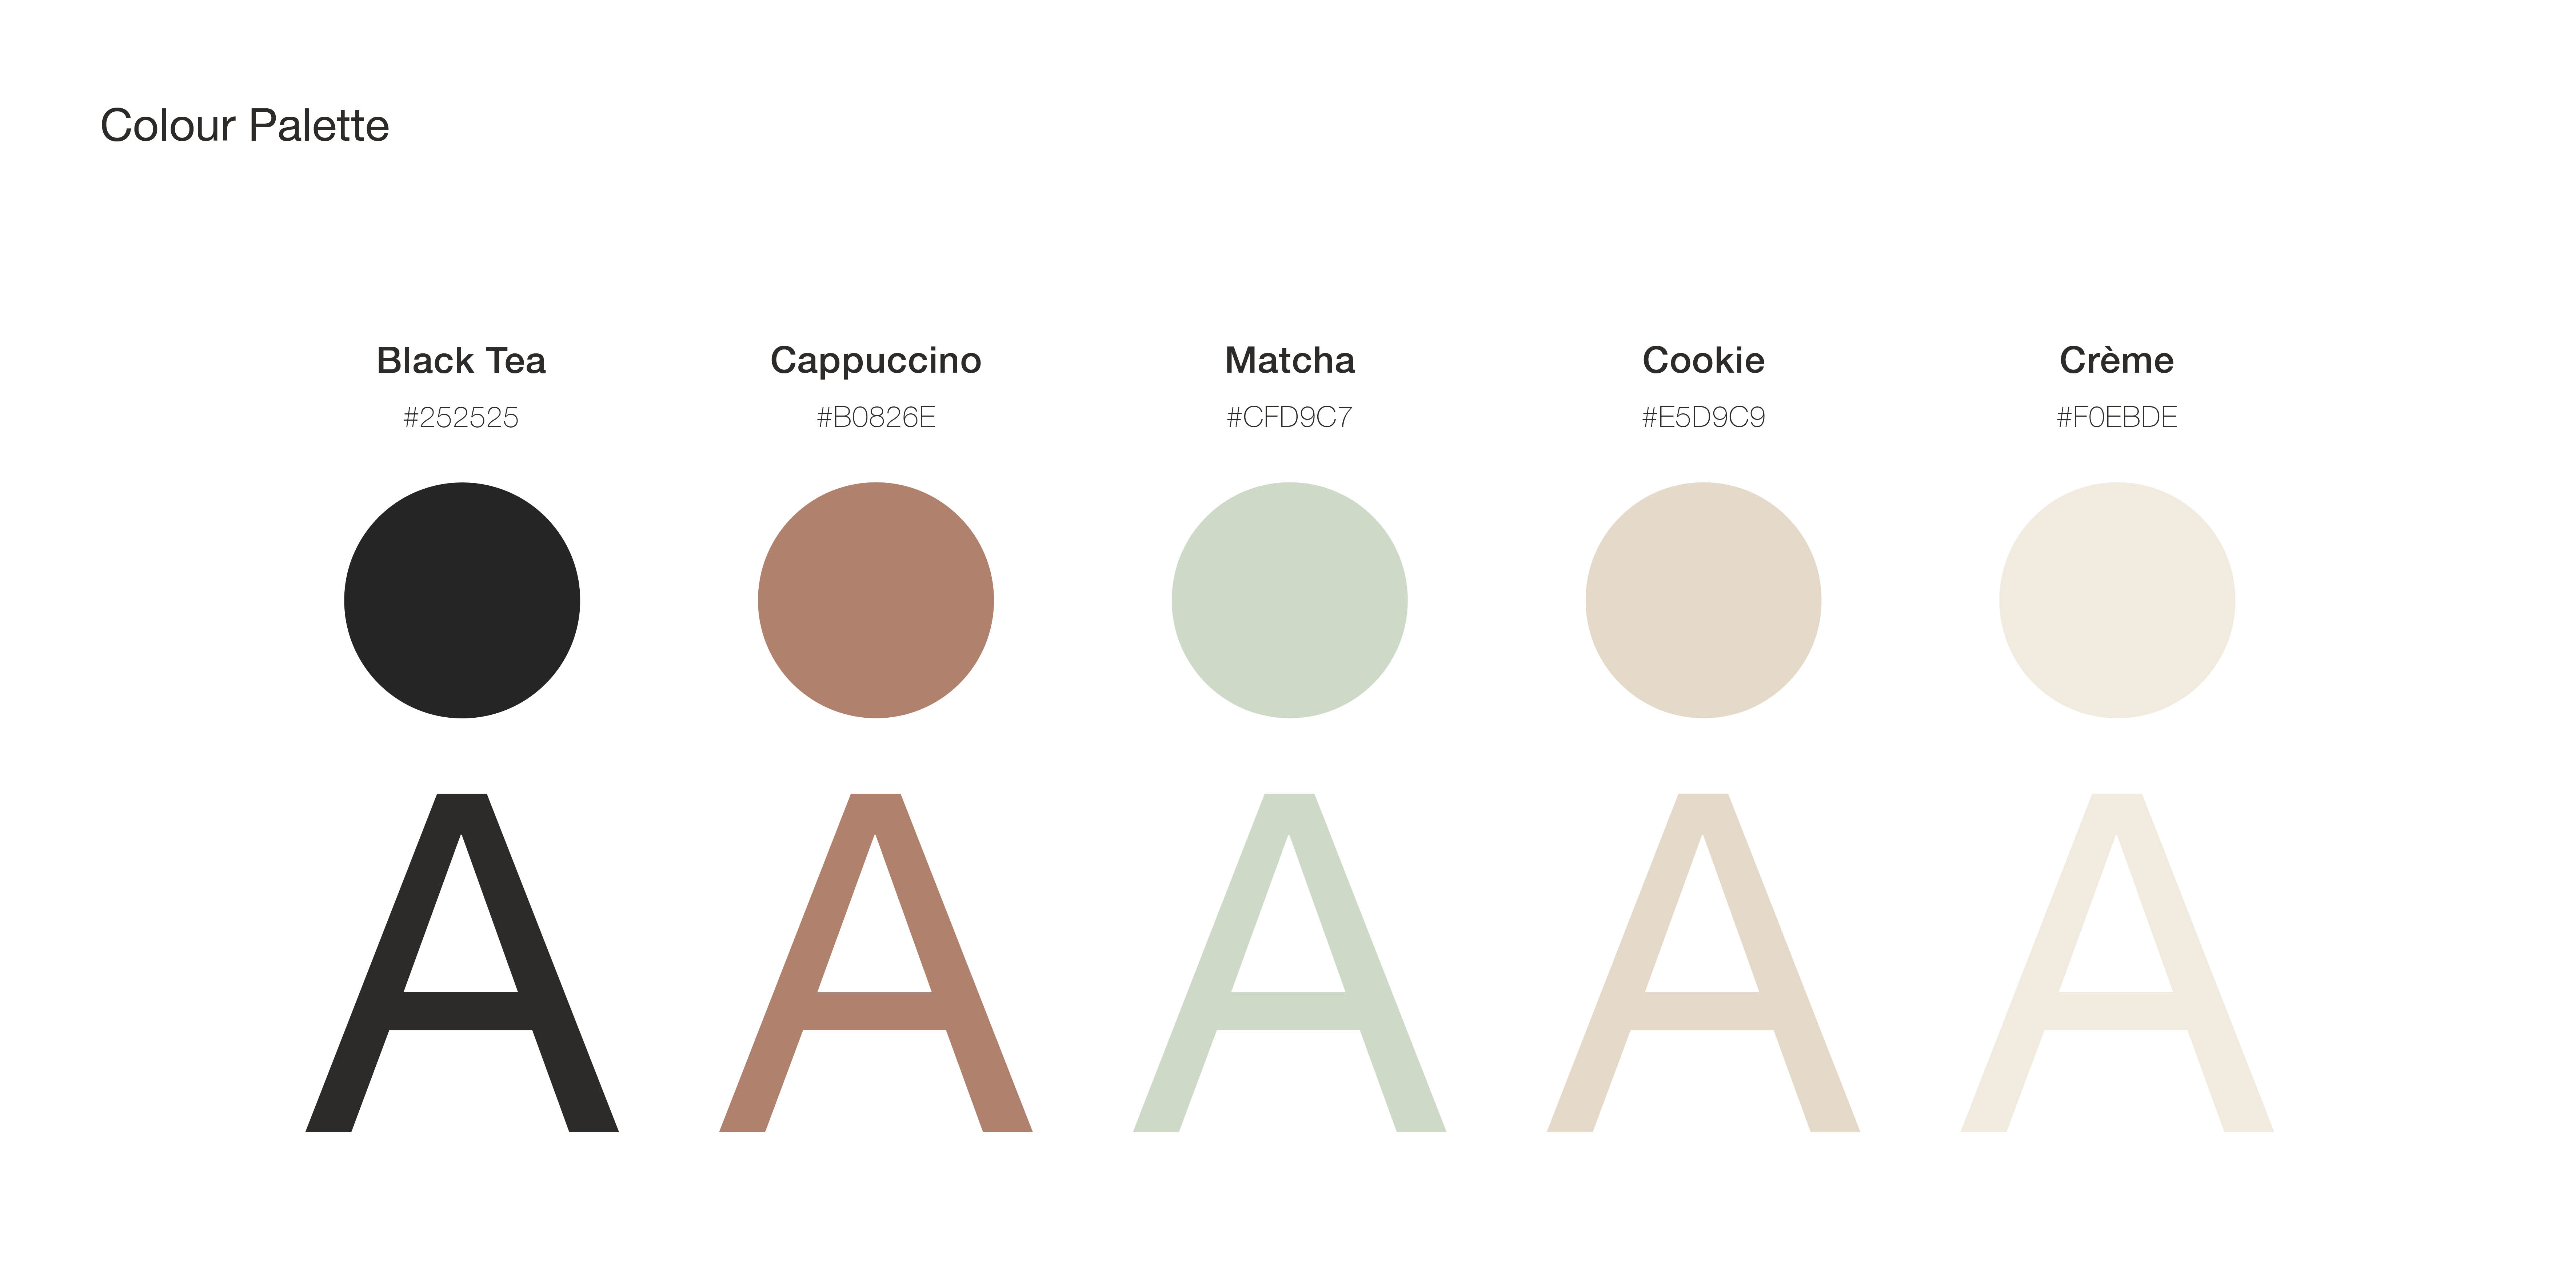 Colour Palette
Black Tea
#252525
Cappuccino
#B0826E
Matcha
#CFD9C7
Cookie
#E5D9C9
Crème
#F0EBDE
A A A A A